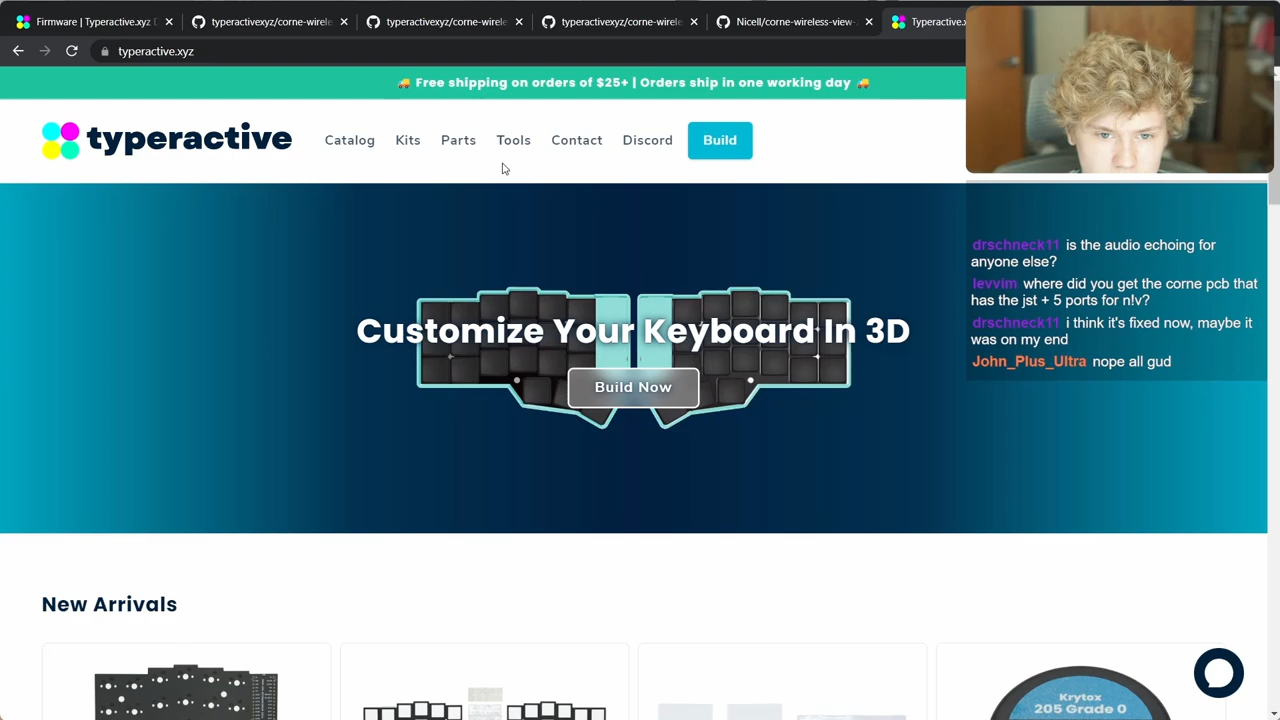 Firmware | Typeractive.xyz D
typeractivexyz/corne-wirele
typeractivexyz/corne-wirele
typeractivexyz/corne-wirele
Nicell/corne-wireless-view-
Typeractive.
typeractive.xyz
🚚 Free shipping on orders of $25+ | Orders ship in one working day 🚚
typeractive
Catalog
Kits
Parts
Tools
Contact
Discord
Build
drschneck11 is the audio echoing for
anyone else?
levvim where did you get the corne pcb that
has the jst + 5 ports for n!v?
drschneck11 i think it's fixed now, maybe it
was on my end
John_Plus_Ultra nope all gud
Customize Your Keyboard In 3D
Build Now
New Arrivals
Krytox
205 Grade 0